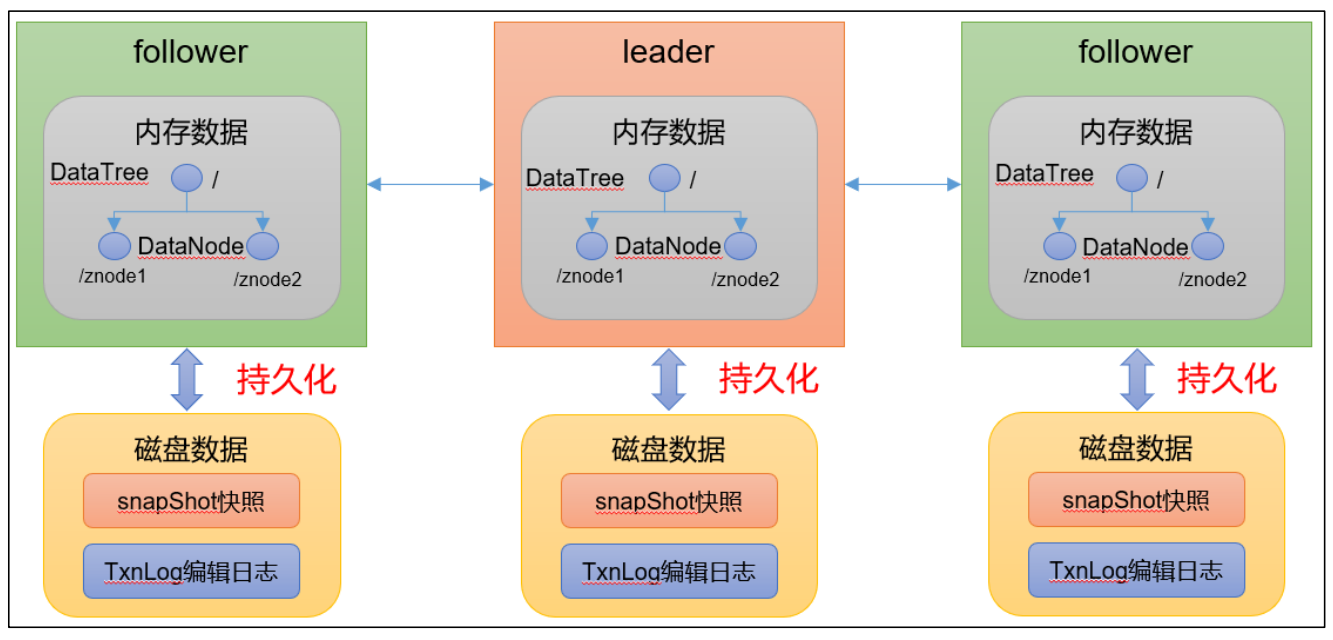 follower
内存数据
DataTree
/
DataNode
/znode1
/znode2
持久化
磁盘数据
snapShot快照
TxnLog编辑日志
leader
内存数据
DataTree
/
DataNode
/znode1
/znode2
持久化
磁盘数据
snapShot快照
TxnLog编辑日志
follower
内存数据
DataTree
/
DataNode
/znode1
/znode2
持久化
磁盘数据
snapShot快照
TxnLog编辑日志